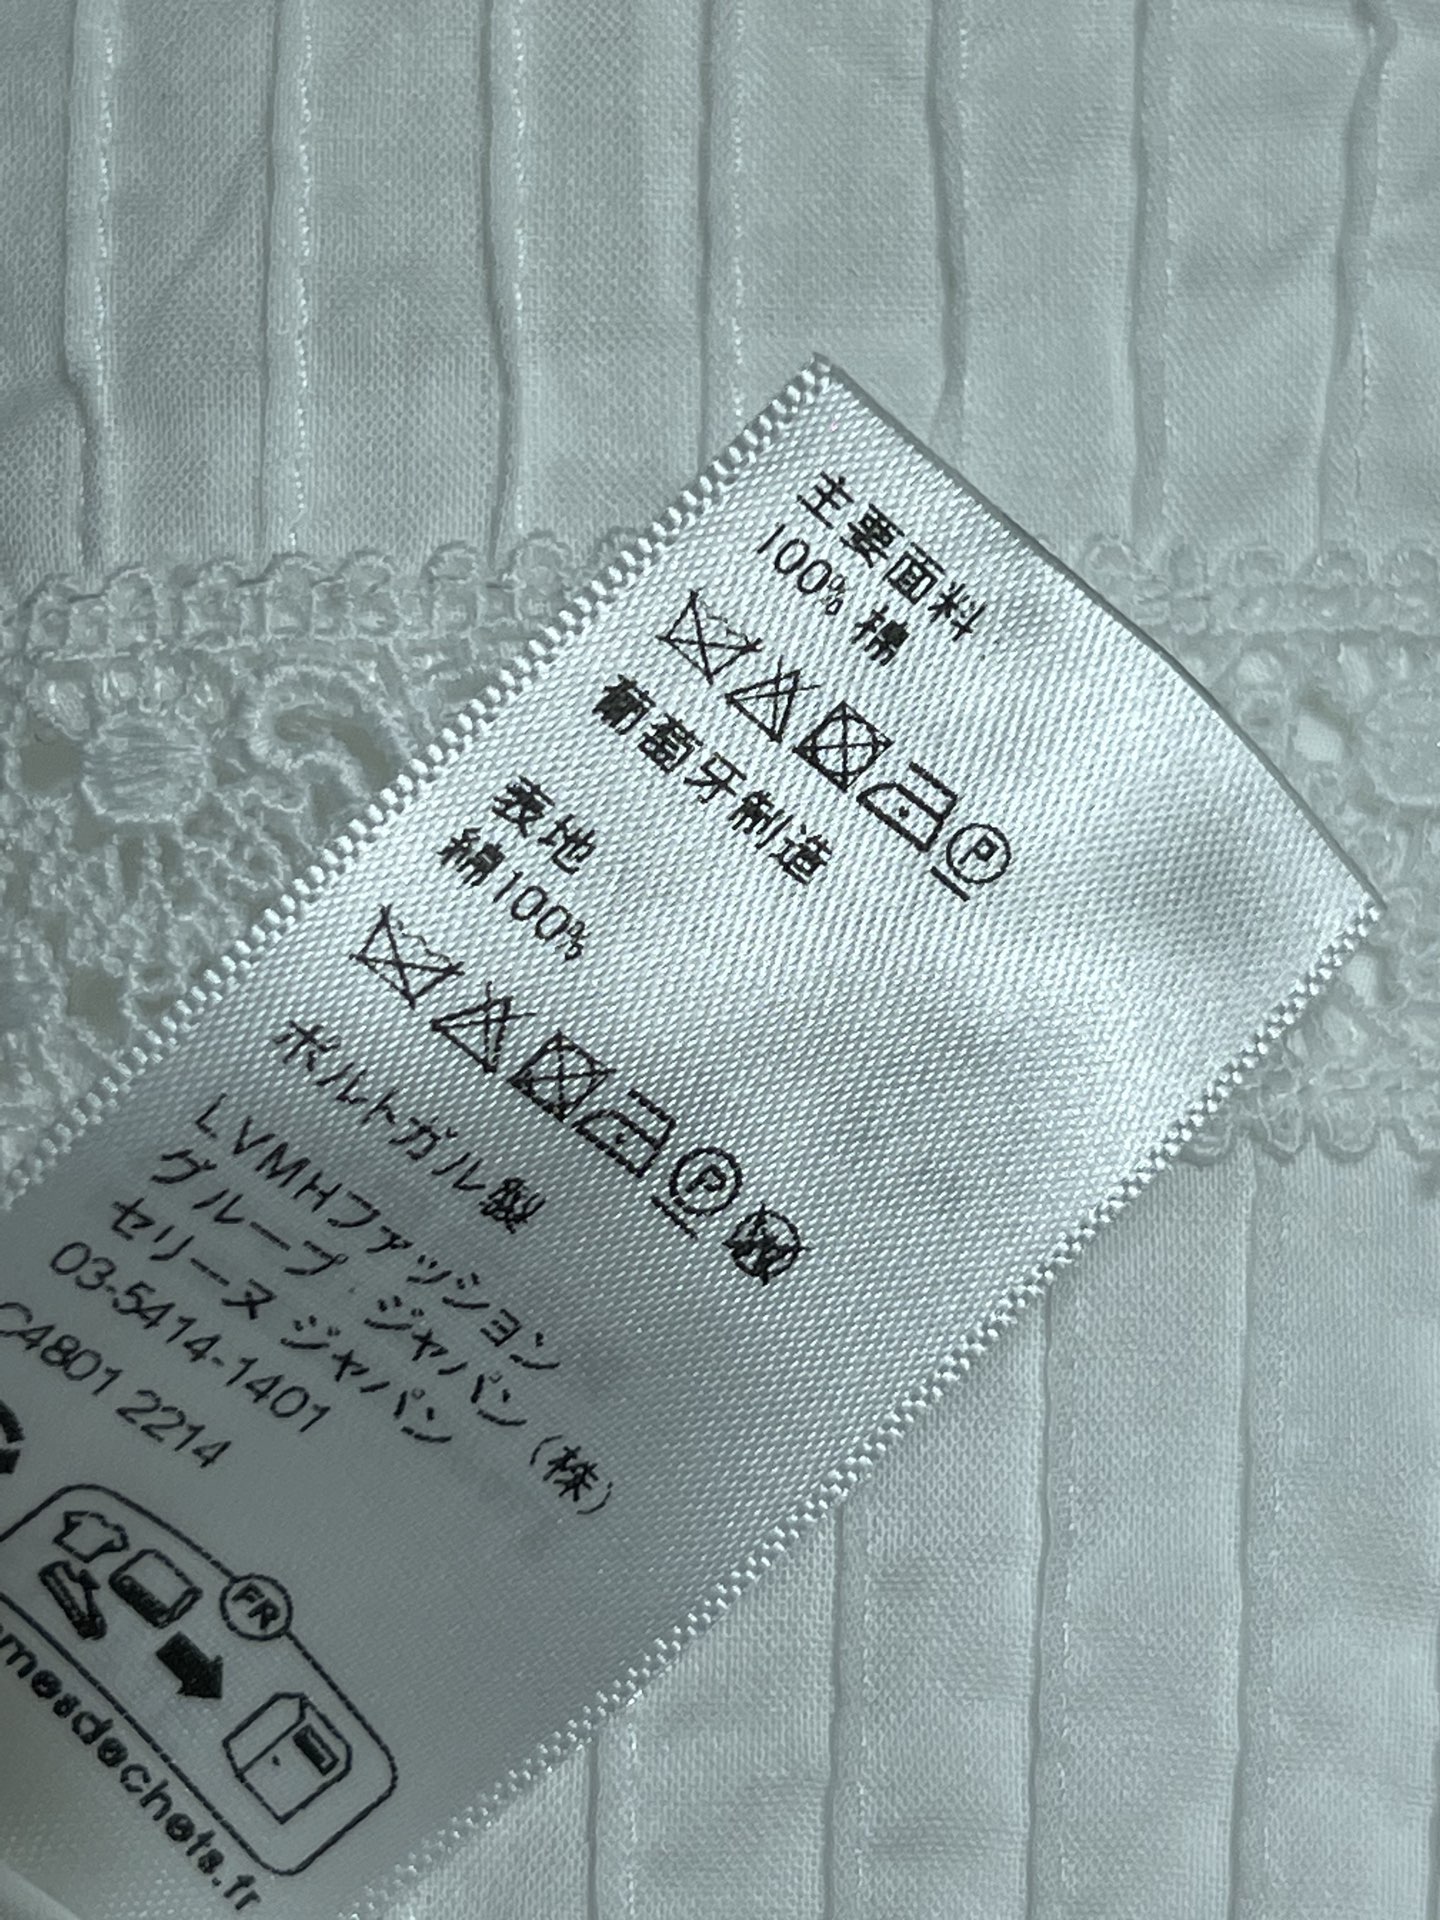 主要面料
100% 棉
P
葡萄牙制造
表地
綿100%
P W
ポルトガル製
LVMHファッション
グループ・ジャパン(株)
セリーヌ ジャパン
03-5414-1401
C4801 2214
FR
mesdechets.fr